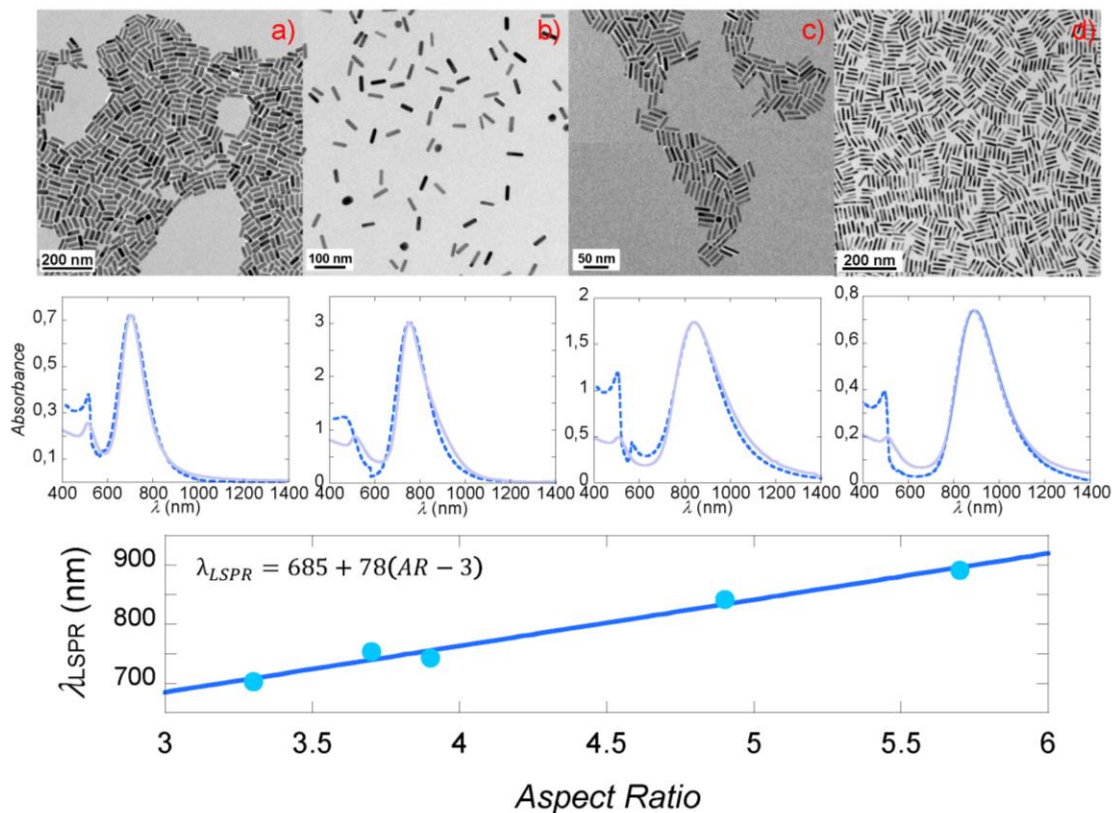 a) b) c) d)
200 nm 100 nm 50 nm 200 nm
Absorbance
0,7
0,3
0,1
400 600 800 1000 1200 1400
λ (nm)
3
2
1
0
400 600 800 1000 1200 1400
λ (nm)
2
1,5
1
0,5
0
400 600 800 1000 1200 1400
λ (nm)
0,8
0,6
0,4
0,2
0
400 600 800 1000 1200 1400
λ (nm)
λLSPR (nm)
900
800
700
λLSPR = 685 + 78(AR − 3)
3 3.5 4 4.5 5 5.5 6
Aspect Ratio